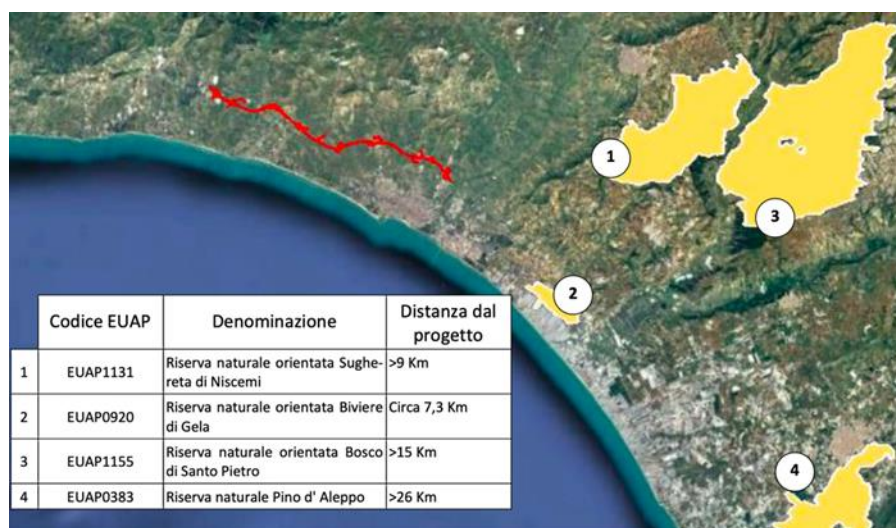 1
3
2
4
Codice EUAP Denominazione Distanza dal
progetto
1 EUAP1131 Riserva naturale orientata Sughe-
reta di Niscemi >9 Km
2 EUAP0920 Riserva naturale orientata Biviere
di Gela Circa 7,3 Km
3 EUAP1155 Riserva naturale orientata Bosco
di Santo Pietro >15 Km
4 EUAP0383 Riserva naturale Pino d' Aleppo >26 Km